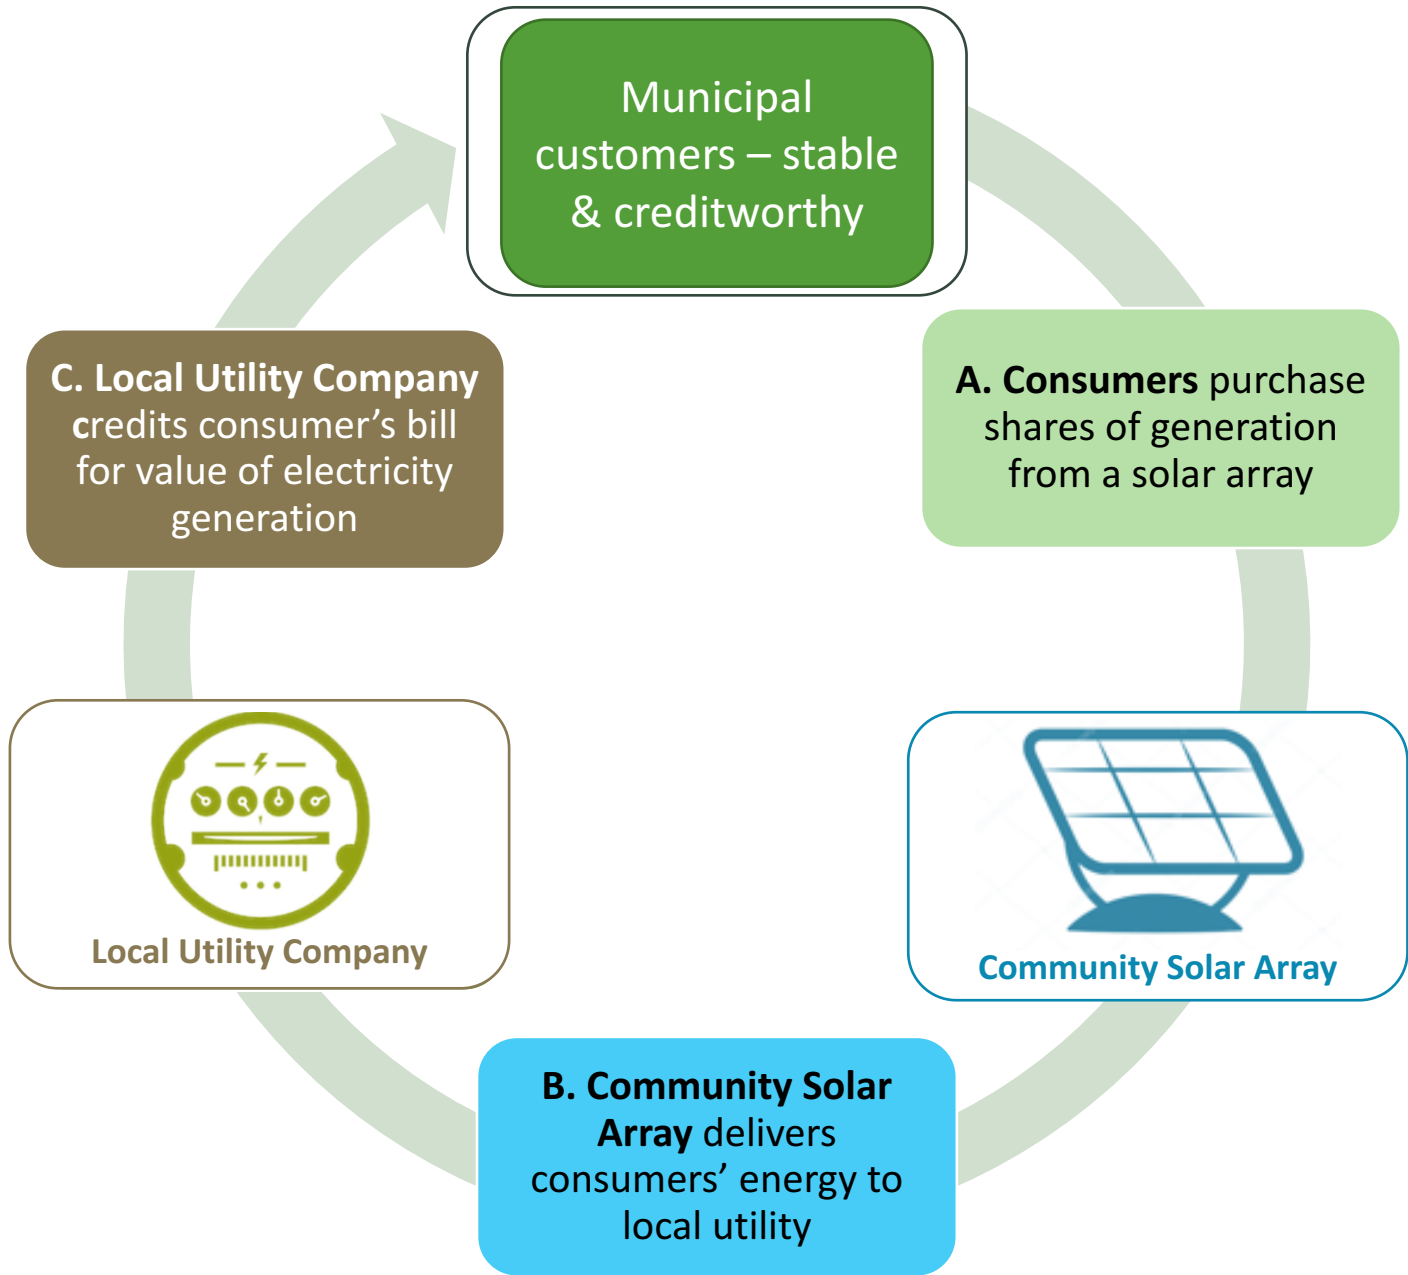 Municipal
customers – stable
& creditworthy
A. Consumers purchase
shares of generation
from a solar array
Community Solar Array
B. Community Solar
Array delivers
consumers’ energy to
local utility
Local Utility Company
C. Local Utility Company
credits consumer’s bill
for value of electricity
generation